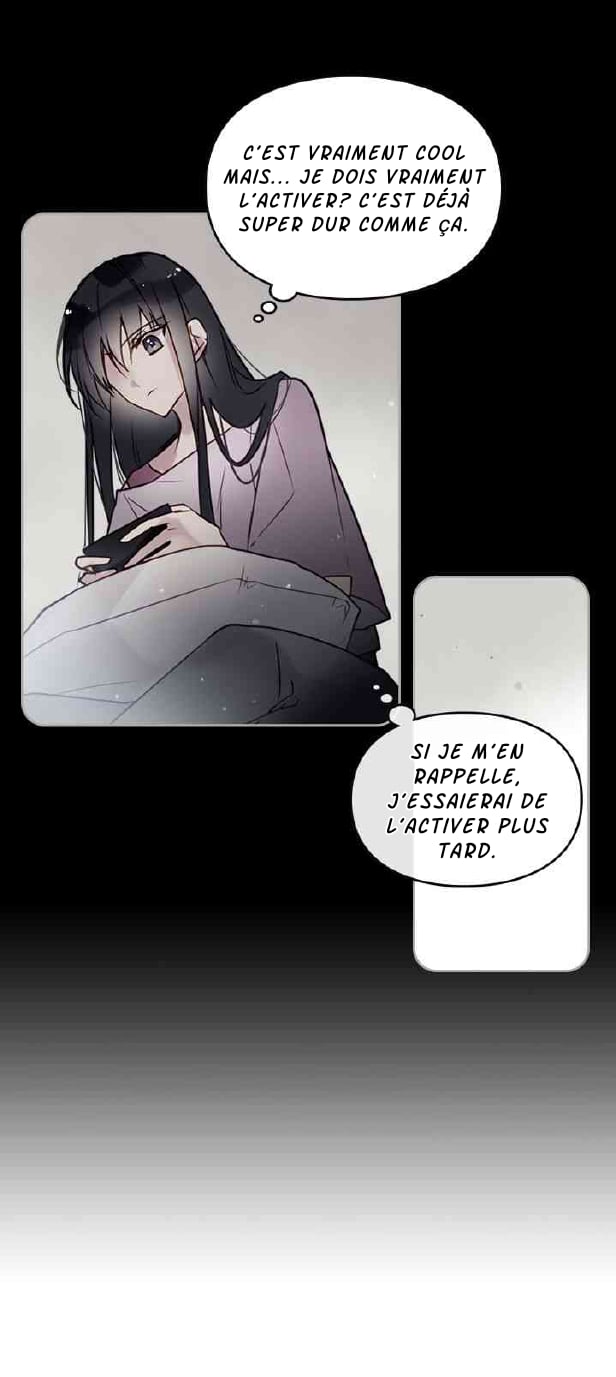 C'EST VRAIMENT COOL
MAIS... JE DOIS VRAIMENT
L'ACTIVER? C'EST DÉJÀ
SUPER DUR COMME ÇA.
SI JE M'EN
RAPPELLE,
J'ESSAIERAI DE
L'ACTIVER PLUS
TARD.